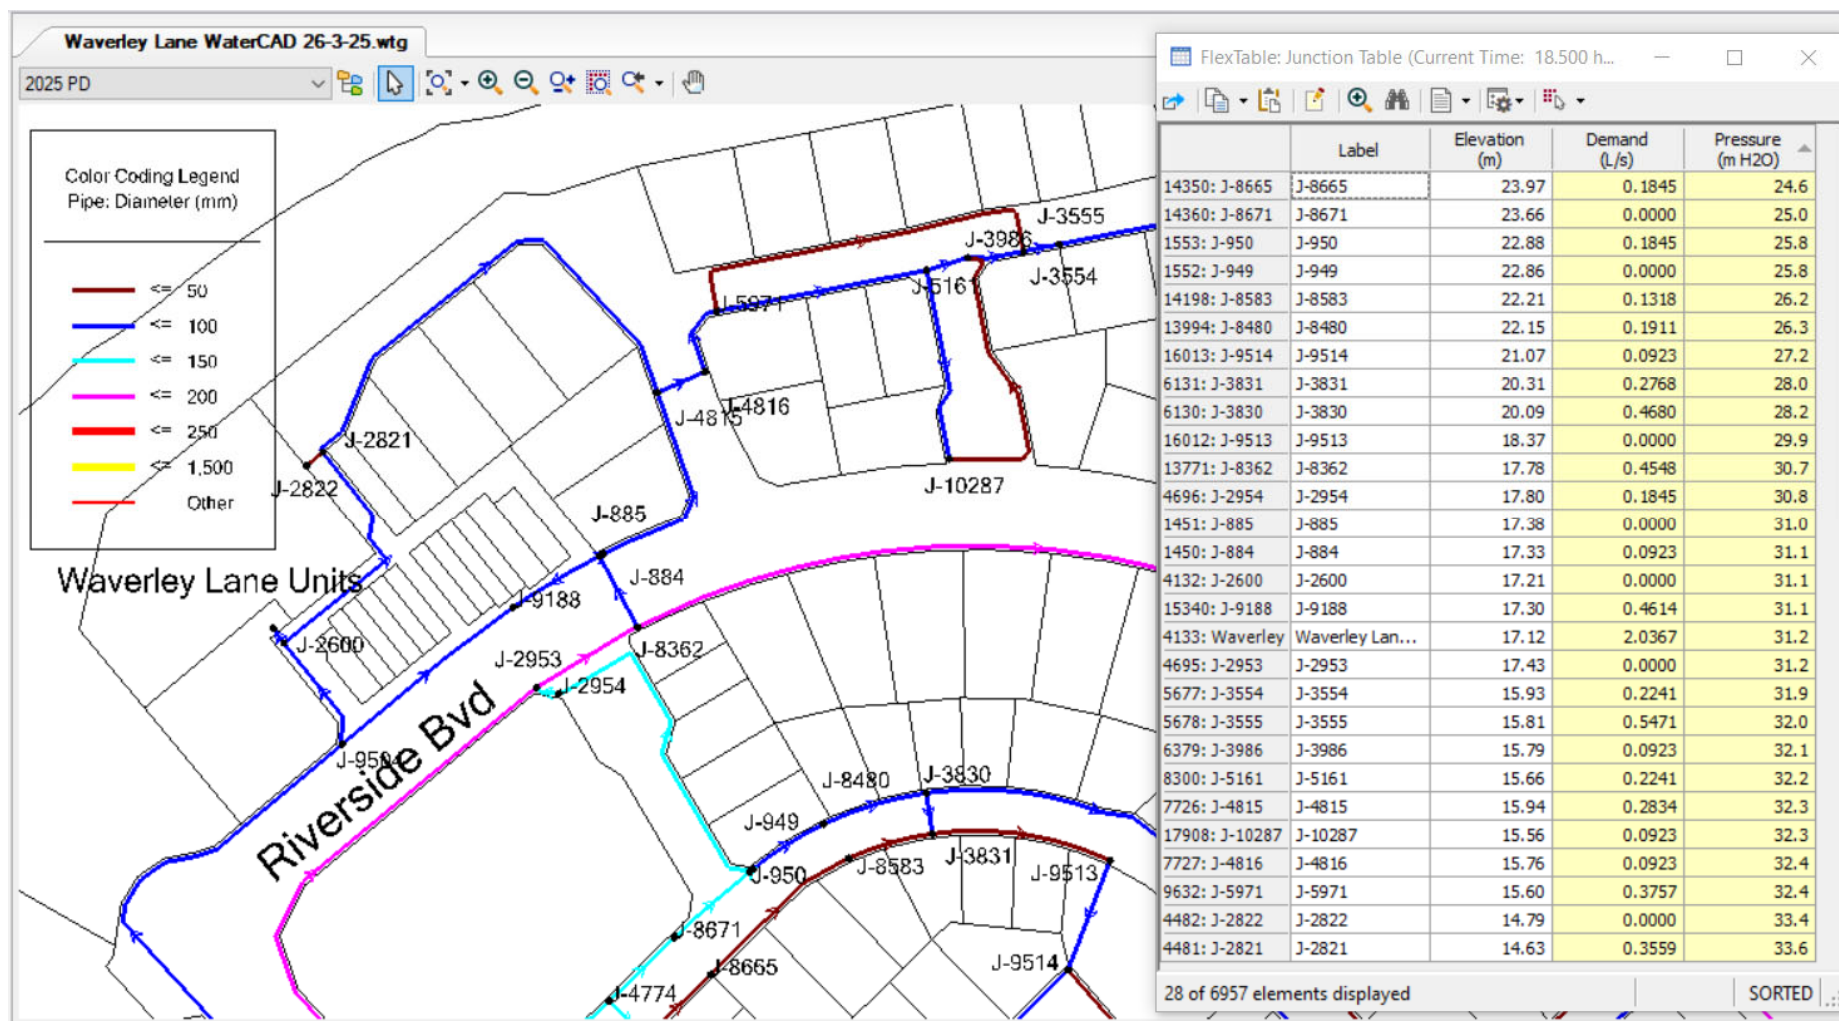 Waverley Lane WaterCAD 26-3-25.wtg
2025 PD
Color Coding Legend
Pipe: Diameter (mm)
<= 50
<= 100
<= 150
<= 200
<= 250
<= 1,500
Other
J-3555
J-3986
J-3554
J-5161
J-5971
J-4816
J-4815
J-2821
J-2822
J-10287
J-885
Waverley Lane Units
J-884
J-9188
J-2600
J-8362
J-2953
J-2954
Riverside Bvd
J-3830
J-8480
J-949
J-3831
J-8583
J-9513
J-950
J-8671
J-9514
J-8665
J-4774
FlexTable: Junction Table (Current Time: 18.500 h...
Label Elevation (m) Demand (L/s) Pressure (m H2O)
14350: J-8665 J-8665 23.97 0.1845 24.6
14360: J-8671 J-8671 23.66 0.0000 25.0
1553: J-950 J-950 22.88 0.1845 25.8
1552: J-949 J-949 22.86 0.0000 25.8
14198: J-8583 J-8583 22.21 0.1318 26.2
13994: J-8480 J-8480 22.15 0.1911 26.3
16013: J-9514 J-9514 21.07 0.0923 27.2
6131: J-3831 J-3831 20.31 0.2768 28.0
6130: J-3830 J-3830 20.09 0.4680 28.2
16012: J-9513 J-9513 18.37 0.0000 29.9
13771: J-8362 J-8362 17.78 0.4548 30.7
4696: J-2954 J-2954 17.80 0.1845 30.8
1451: J-885 J-885 17.38 0.0000 31.0
1450: J-884 J-884 17.33 0.0923 31.1
4132: J-2600 J-2600 17.21 0.0000 31.1
15340: J-9188 J-9188 17.30 0.4614 31.1
4133: Waverley Waverley Lan... 17.12 2.0367 31.2
4695: J-2953 J-2953 17.43 0.0000 31.2
5677: J-3554 J-3554 15.93 0.2241 31.9
5678: J-3555 J-3555 15.81 0.5471 32.0
6379: J-3986 J-3986 15.79 0.0923 32.1
8300: J-5161 J-5161 15.66 0.2241 32.2
7726: J-4815 J-4815 15.94 0.2834 32.3
17908: J-10287 J-10287 15.56 0.0923 32.3
7727: J-4816 J-4816 15.76 0.0923 32.4
9632: J-5971 J-5971 15.60 0.3757 32.4
4482: J-2822 J-2822 14.79 0.0000 33.4
4481: J-2821 J-2821 14.63 0.3559 33.6
28 of 6957 elements displayed
SORTED